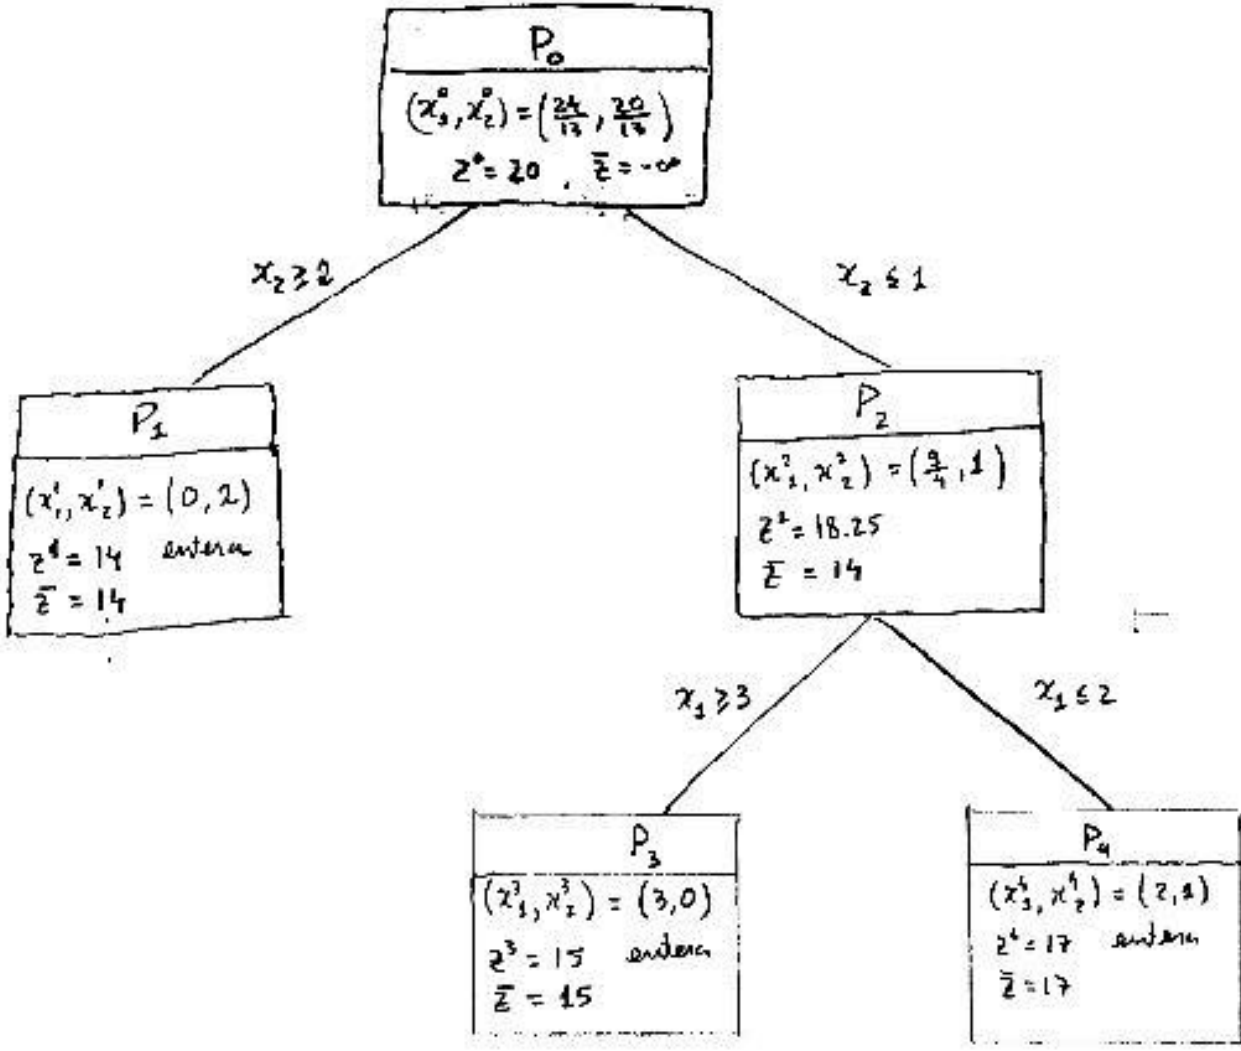 P₀
(x₁⁰, x₂⁰) = (24/13, 20/13)
z⁰ = 20 , z̄ = -∞
x₂ ≥ 2
x₂ ≤ 1
P₁
(x₁¹, x₂¹) = (0, 2)
z¹ = 14 entera
z̄ = 14
P₂
(x₁², x₂²) = (9/4, 1)
z² = 18.25
z̄ = 14
x₁ ≥ 3
x₁ ≤ 2
P₃
(x₁³, x₂³) = (3, 0)
z³ = 15 entera
z̄ = 15
P₄
(x₁⁴, x₂⁴) = (2, 1)
z⁴ = 17 entera
z̄ = 17